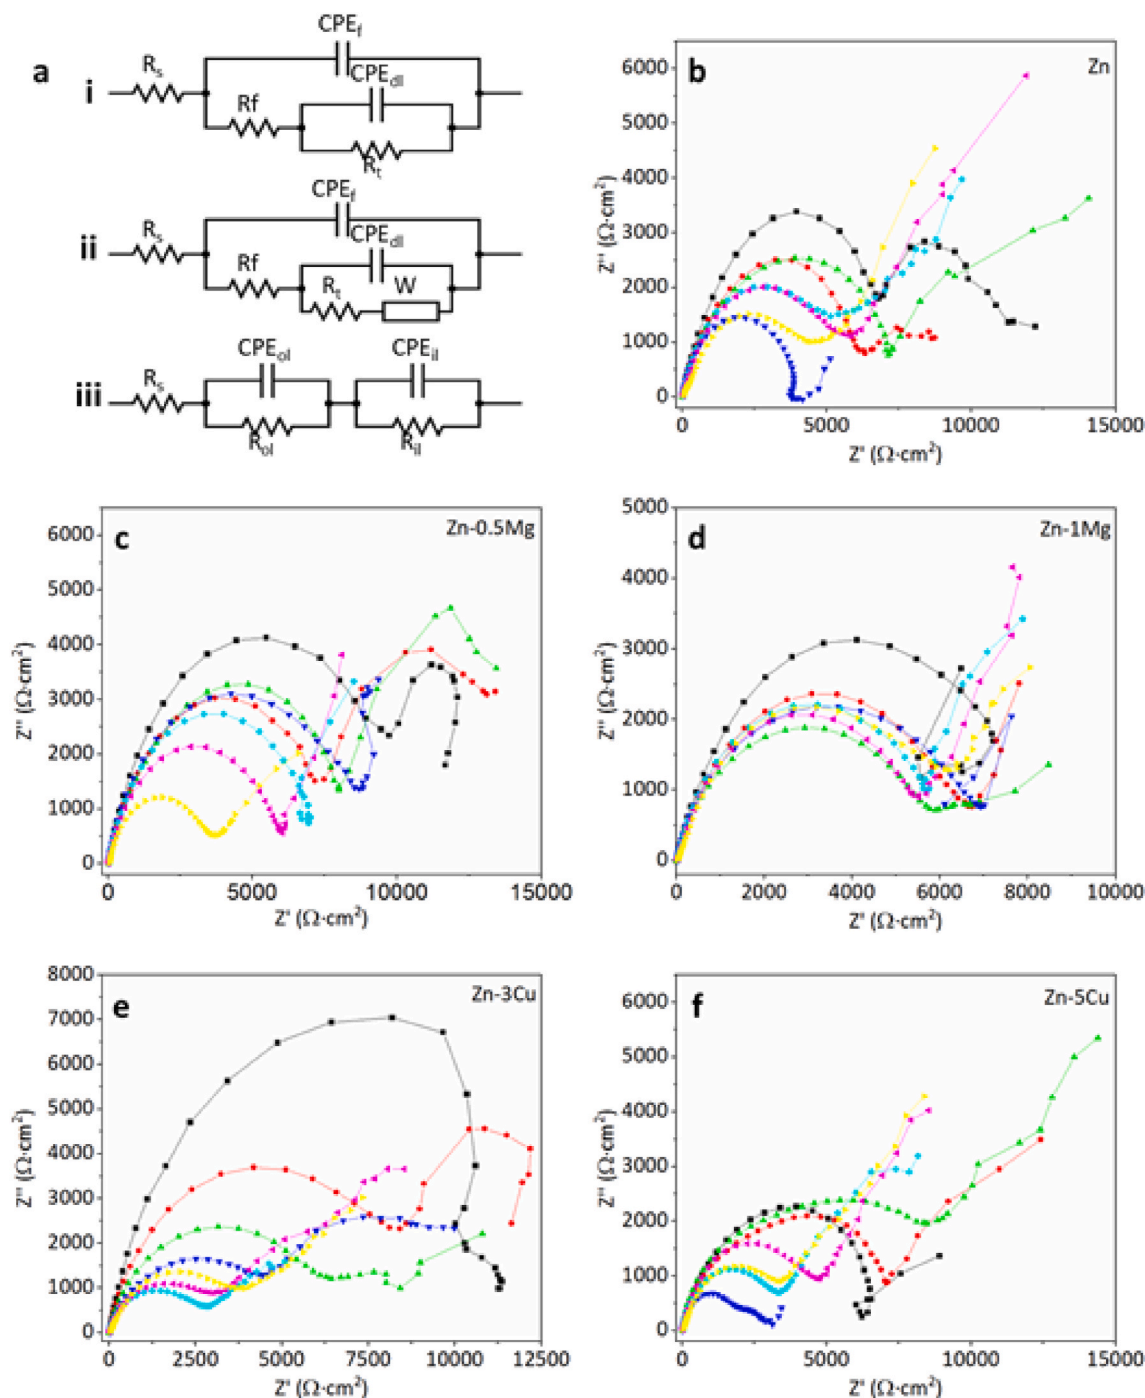 a
i
R_s
CPE_f
Rf
CPE_dl
R_t
ii
R_s
CPE_f
Rf
CPE_dl
R_t
W
iii
R_s
CPE_ol
R_ol
CPE_il
R_il
b
Zn
Z'' (Ω·cm²)
6000
5000
4000
3000
2000
1000
0
0 5000 10000 15000
Z' (Ω·cm²)
c
Zn-0.5Mg
Z'' (Ω·cm²)
6000
5000
4000
3000
2000
1000
0
0 5000 10000 15000
Z' (Ω·cm²)
d
Zn-1Mg
Z'' (Ω·cm²)
5000
4000
3000
2000
1000
0
0 2000 4000 6000 8000 10000
Z' (Ω·cm²)
e
Zn-3Cu
Z'' (Ω·cm²)
8000
7000
6000
5000
4000
3000
2000
1000
0
0 2500 5000 7500 10000 12500
Z' (Ω·cm²)
f
Zn-5Cu
Z'' (Ω·cm²)
6000
5000
4000
3000
2000
1000
0
0 5000 10000 15000
Z' (Ω·cm²)